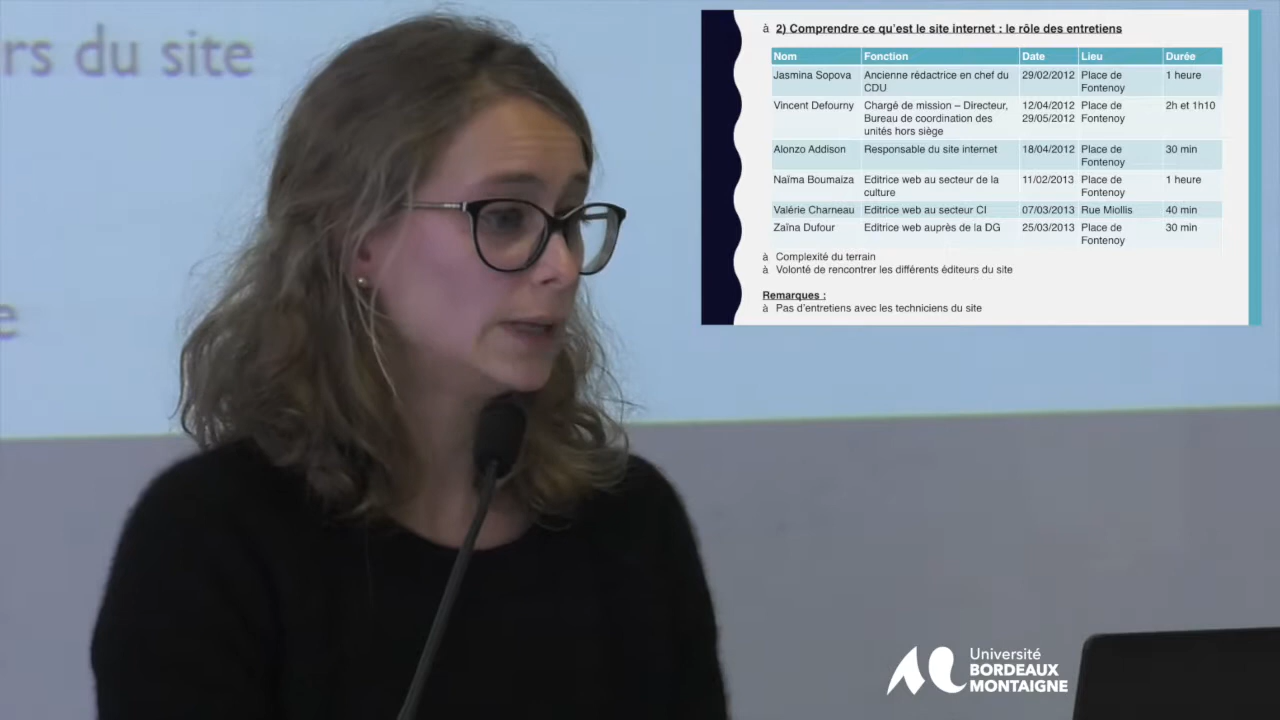 rs du site
e
à 2) Comprendre ce qu'est le site internet : le rôle des entretiens
Nom Fonction Date Lieu Durée
Jasmina Sopova Ancienne rédactrice en chef du 29/02/2012 Place de 1 heure
CDU Fontenoy
Vincent Defourny Chargé de mission – Directeur, 12/04/2012 Place de 2h et 1h10
Bureau de coordination des 29/05/2012 Fontenoy
unités hors siège
Alonzo Addison Responsable du site internet 18/04/2012 Place de 30 min
Fontenoy
Naïma Boumaiza Editrice web au secteur de la 11/02/2013 Place de 1 heure
culture Fontenoy
Valérie Charneau Editrice web au secteur CI 07/03/2013 Rue Miollis 40 min
Zaïna Dufour Editrice web auprès de la DG 25/03/2013 Place de 30 min
Fontenoy
à Complexité du terrain
à Volonté de rencontrer les différents éditeurs du site
Remarques :
à Pas d'entretiens avec les techniciens du site
Université
BORDEAUX
MONTAIGNE